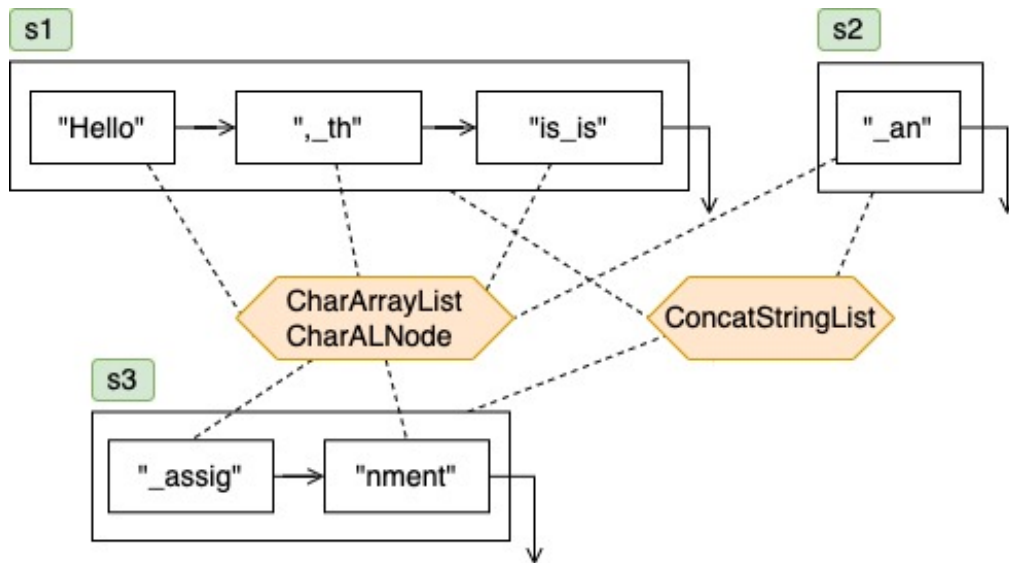 s1
s2
"Hello"
",_th"
"is_is"
"_an"
CharArrayList
CharALNode
ConcatStringList
s3
"_assig"
"nment"